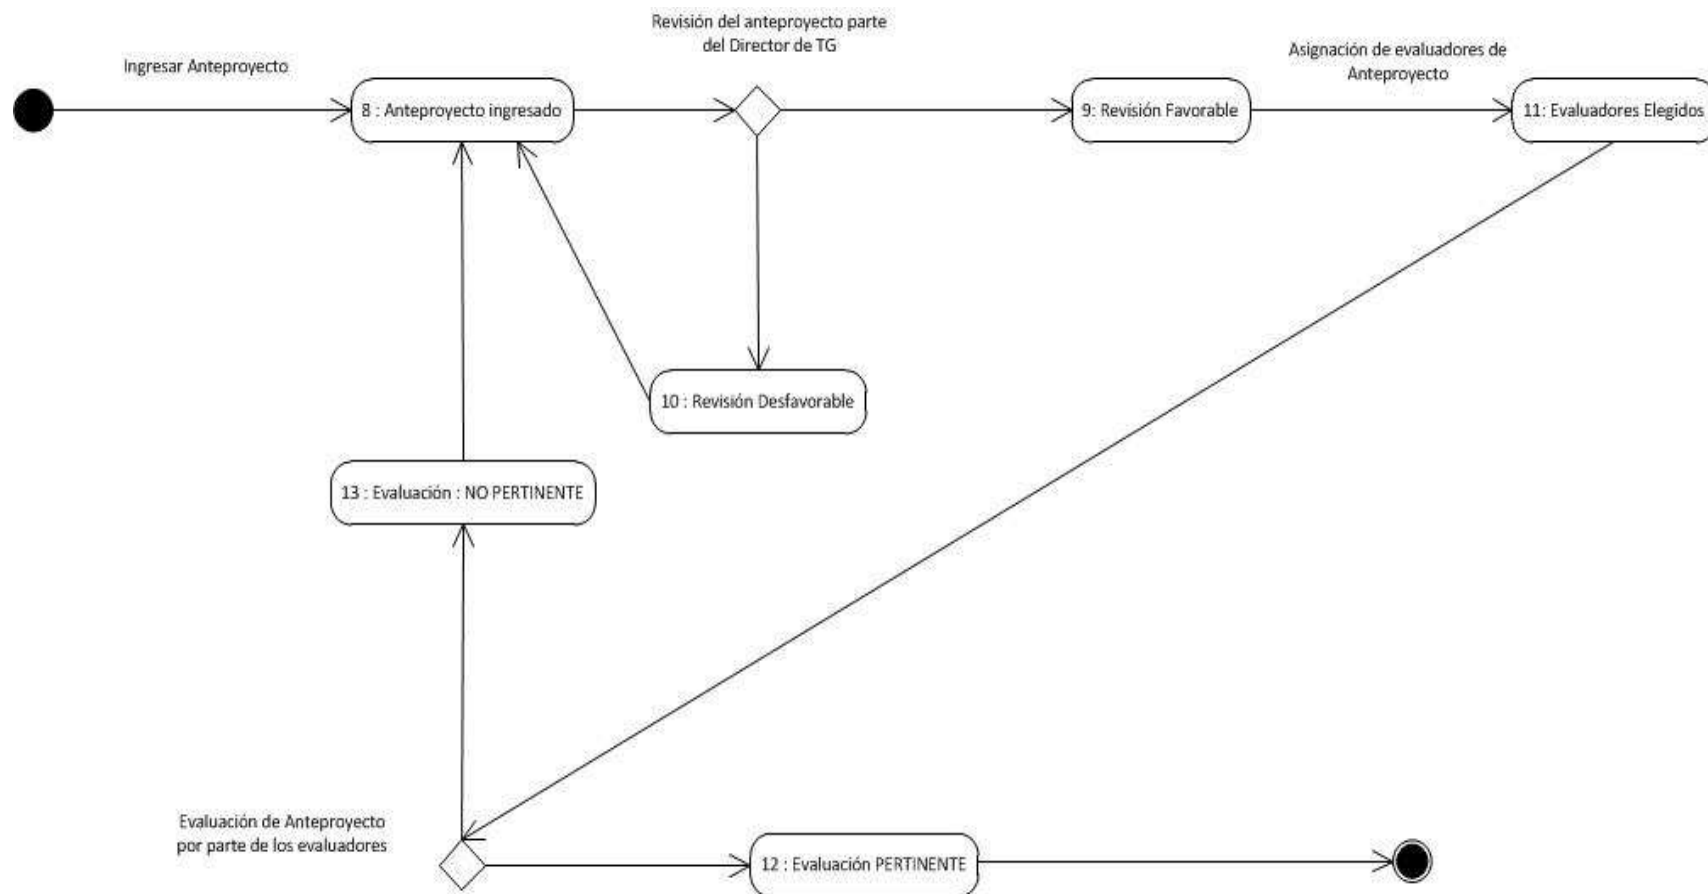 Revisión del anteproyecto parte
del Director de TG
Ingresar Anteproyecto
Asignación de evaluadores de
Anteproyecto
8 : Anteproyecto ingresado
9: Revisión Favorable
11: Evaluadores Elegidos
10 : Revisión Desfavorable
13 : Evaluación : NO PERTINENTE
Evaluación de Anteproyecto
por parte de los evaluadores
12 : Evaluación PERTINENTE